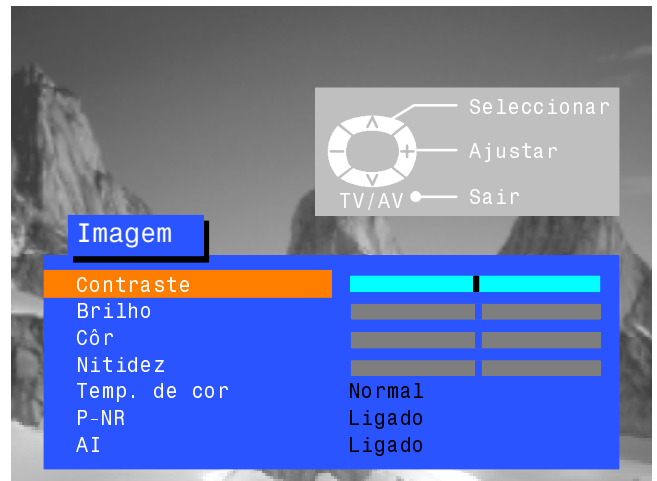 Seleccionar
Ajustar
TV/AV Sair
Imagem
Contraste
Brilho
Côr
Nitidez
Temp. de cor Normal
P-NR Ligado
AI Ligado